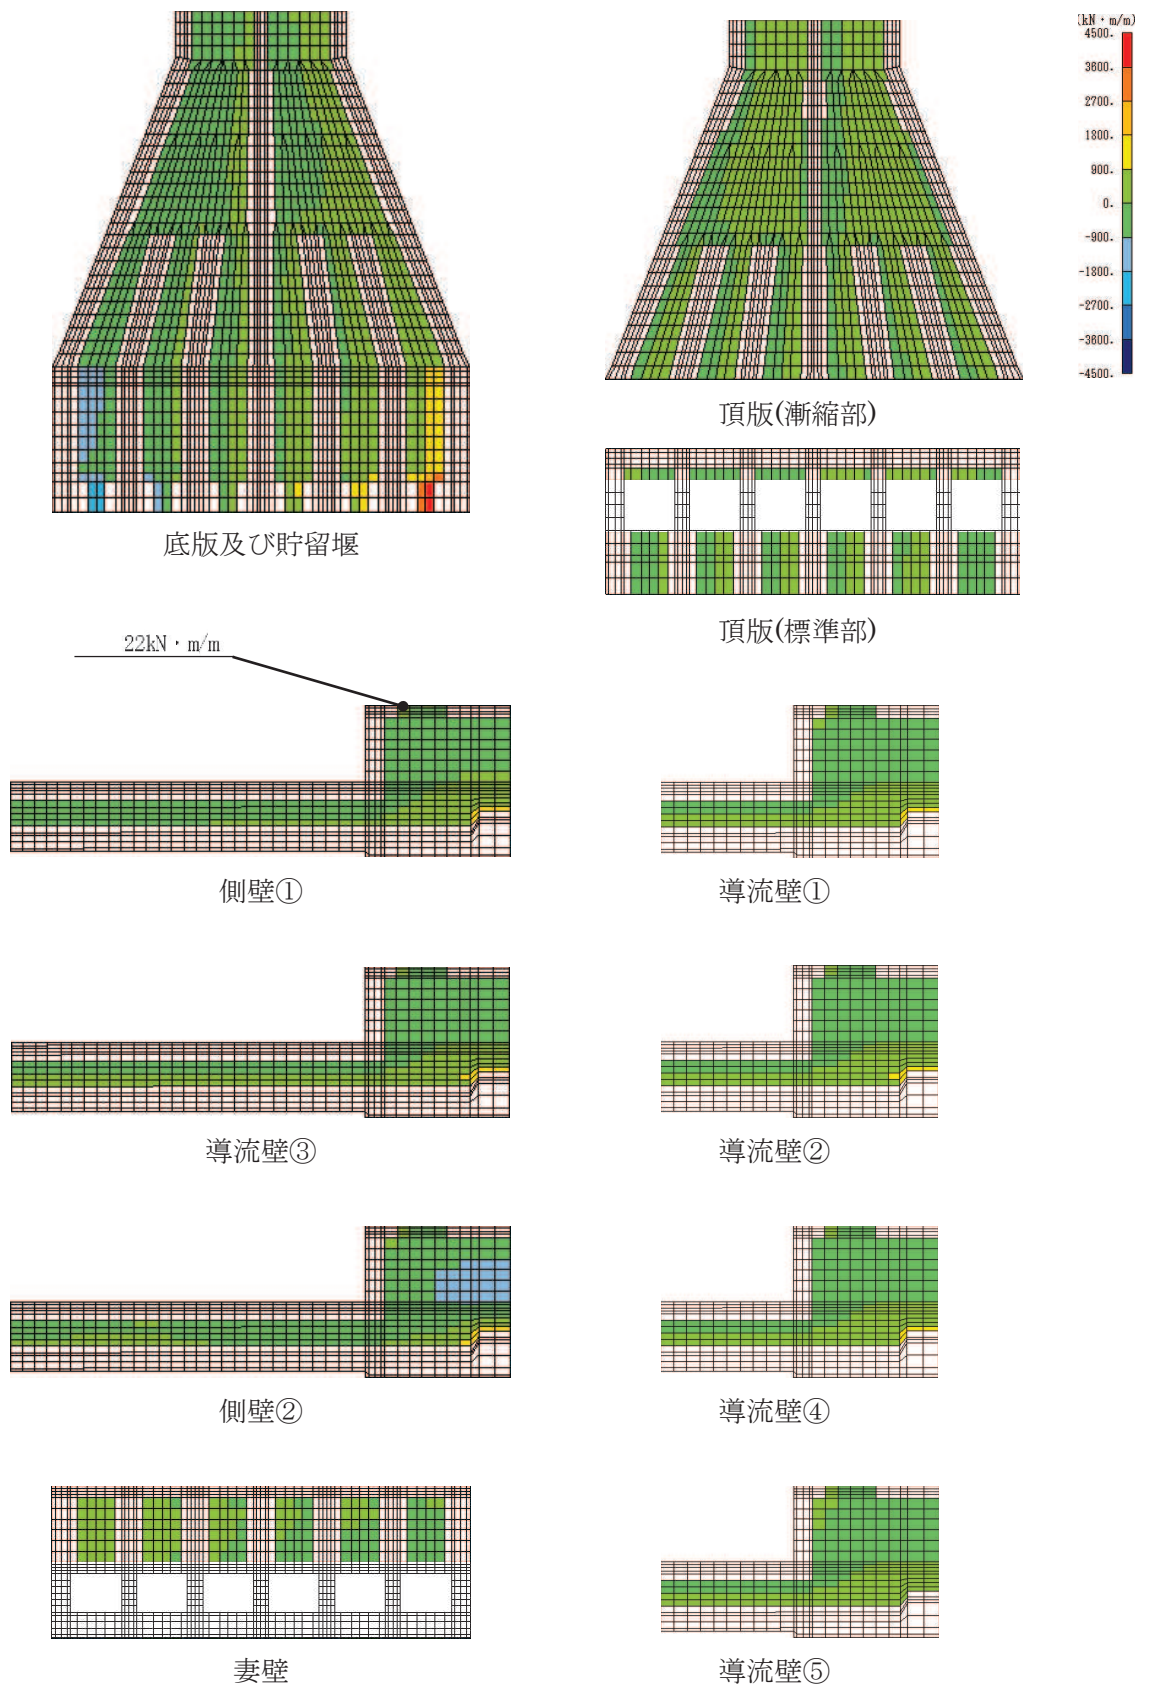 (kN・m/m)
4500.
3600.
2700.
1800.
900.
0.
-900.
-1800.
-2700.
-3600.
-4500.
頂版(漸縮部)
底版及び貯留堰
頂版(標準部)
22kN・m/m
側壁①
導流壁①
導流壁③
導流壁②
側壁②
導流壁④
妻壁
導流壁⑤